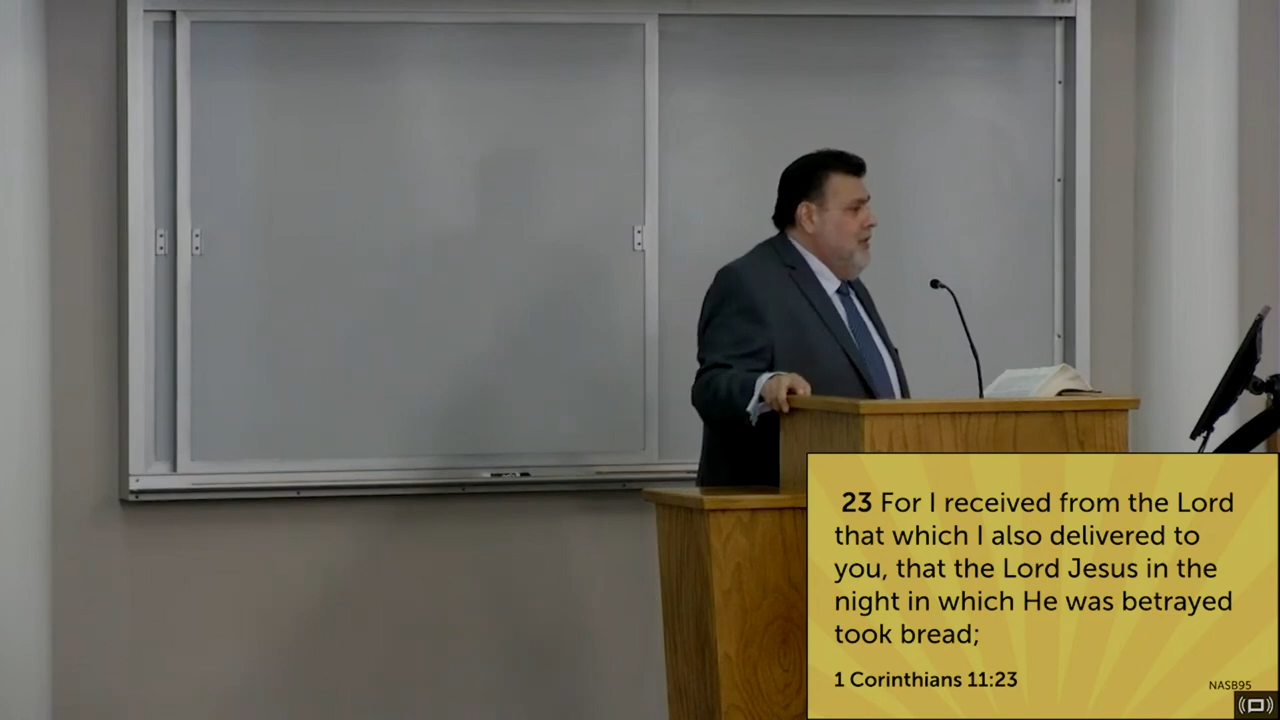 23 For I received from the Lord
that which I also delivered to
you, that the Lord Jesus in the
night in which He was betrayed
took bread;
1 Corinthians 11:23
NASB95